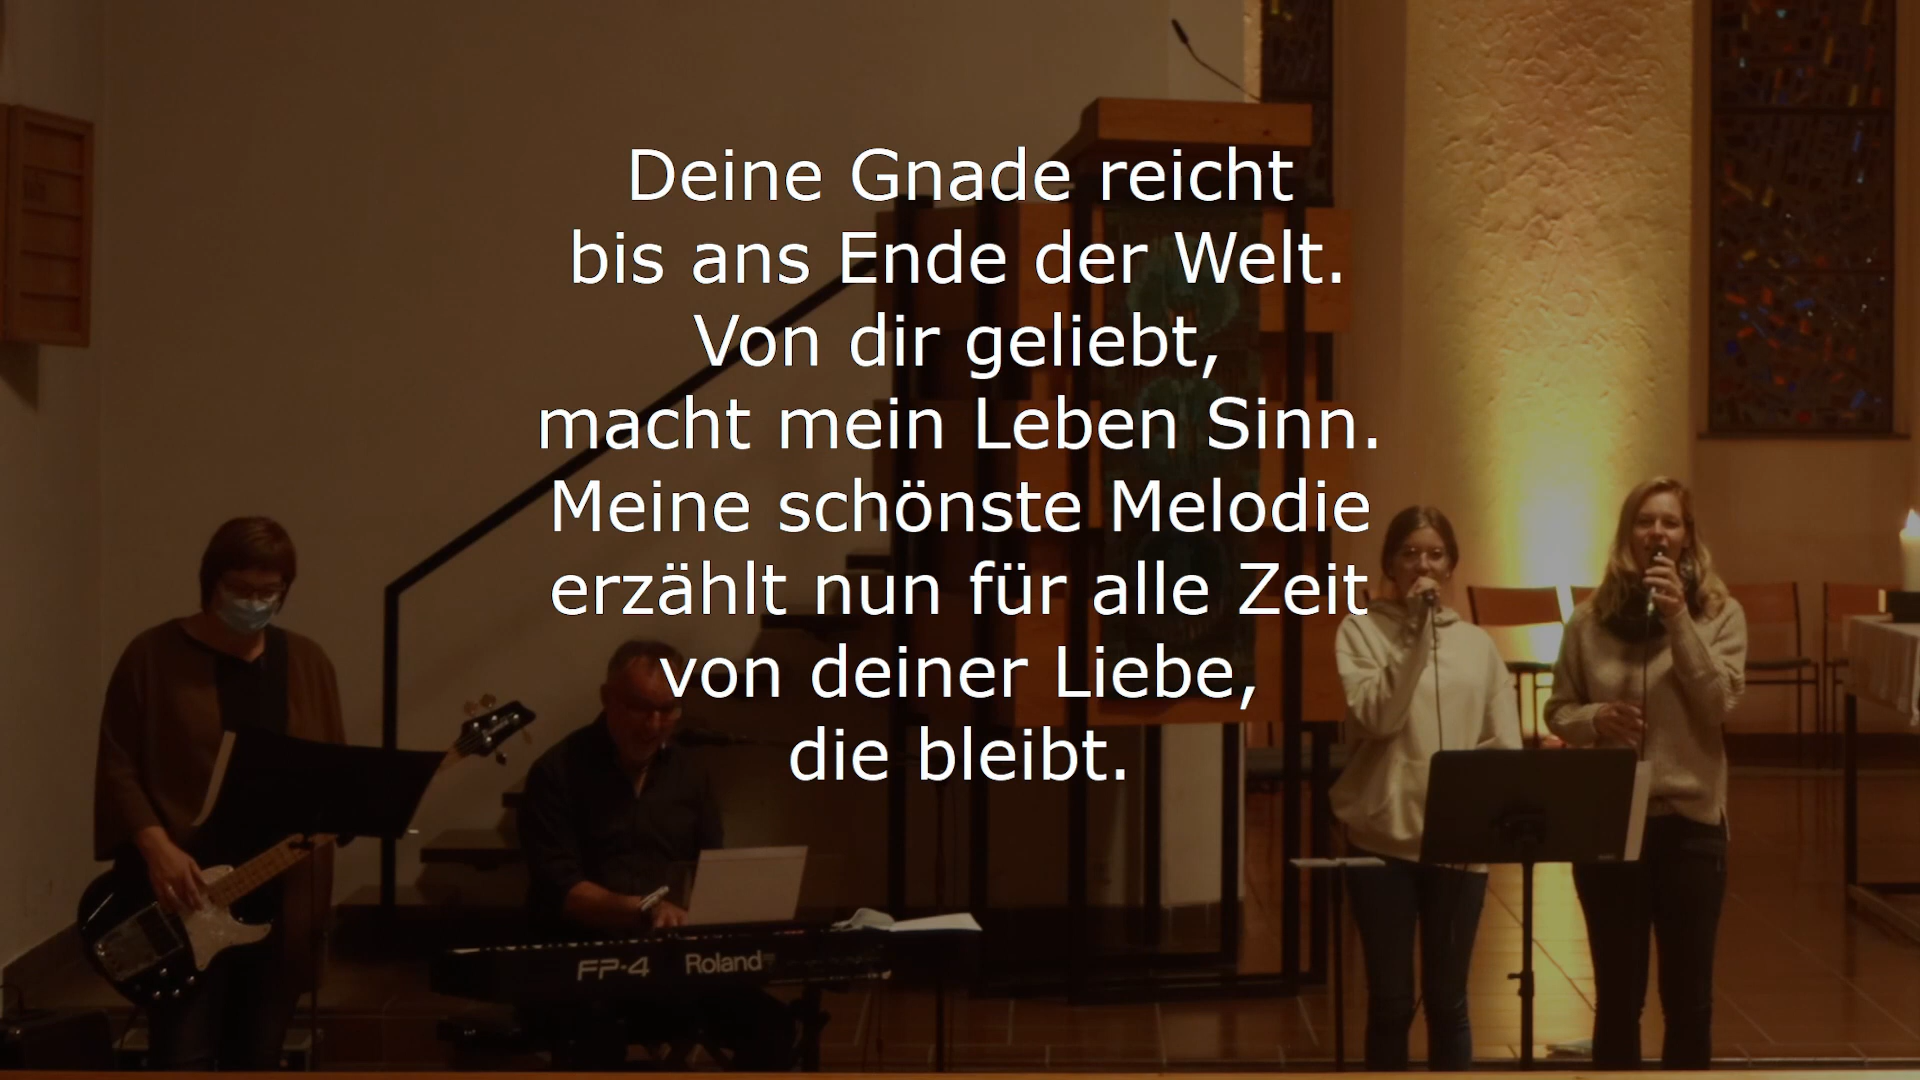 Deine Gnade reicht
bis ans Ende der Welt.
Von dir geliebt,
macht mein Leben Sinn.
Meine schönste Melodie
erzählt nun für alle Zeit
von deiner Liebe,
die bleibt.
FP-4 Roland